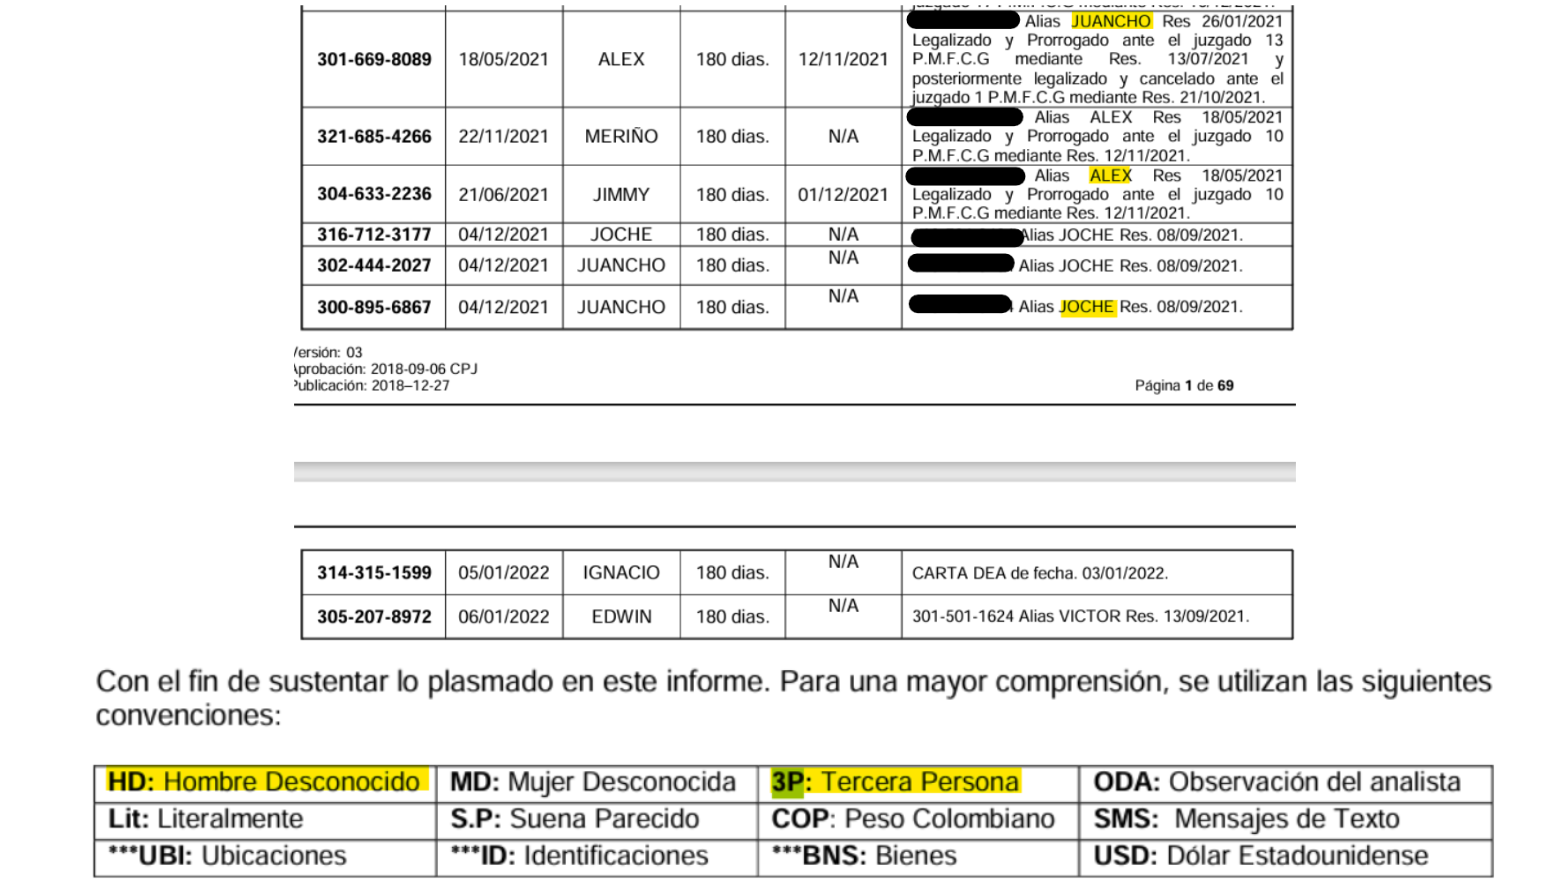 Alias JUANCHO Res 26/01/2021
Legalizado y Prorrogado ante el juzgado 13
301-669-8089 18/05/2021 ALEX 180 dias. 12/11/2021 P.M.F.C.G mediante Res. 13/07/2021 y
posteriormente legalizado y cancelado ante el
juzgado 1 P.M.F.C.G mediante Res. 21/10/2021.
Alias ALEX Res 18/05/2021
321-685-4266 22/11/2021 MERIÑO 180 dias. N/A Legalizado y Prorrogado ante el juzgado 10
P.M.F.C.G mediante Res. 12/11/2021.
Alias ALEX Res 18/05/2021
304-633-2236 21/06/2021 JIMMY 180 dias. 01/12/2021 Legalizado y Prorrogado ante el juzgado 10
P.M.F.C.G mediante Res. 12/11/2021.
316-712-3177 04/12/2021 JOCHE 180 dias. N/A Alias JOCHE Res. 08/09/2021.
302-444-2027 04/12/2021 JUANCHO 180 dias. N/A Alias JOCHE Res. 08/09/2021.
300-895-6867 04/12/2021 JUANCHO 180 dias. N/A Alias JOCHE Res. 08/09/2021.
Versión: 03
Aprobación: 2018-09-06 CPJ
Publicación: 2018–12-27 Página 1 de 69
314-315-1599 05/01/2022 IGNACIO 180 dias. N/A CARTA DEA de fecha. 03/01/2022.
305-207-8972 06/01/2022 EDWIN 180 dias. N/A 301-501-1624 Alias VICTOR Res. 13/09/2021.
Con el fin de sustentar lo plasmado en este informe. Para una mayor comprensión, se utilizan las siguientes
convenciones:
HD: Hombre Desconocido MD: Mujer Desconocida 3P: Tercera Persona ODA: Observación del analista
Lit: Literalmente S.P: Suena Parecido COP: Peso Colombiano SMS: Mensajes de Texto
***UBI: Ubicaciones ***ID: Identificaciones ***BNS: Bienes USD: Dólar Estadounidense